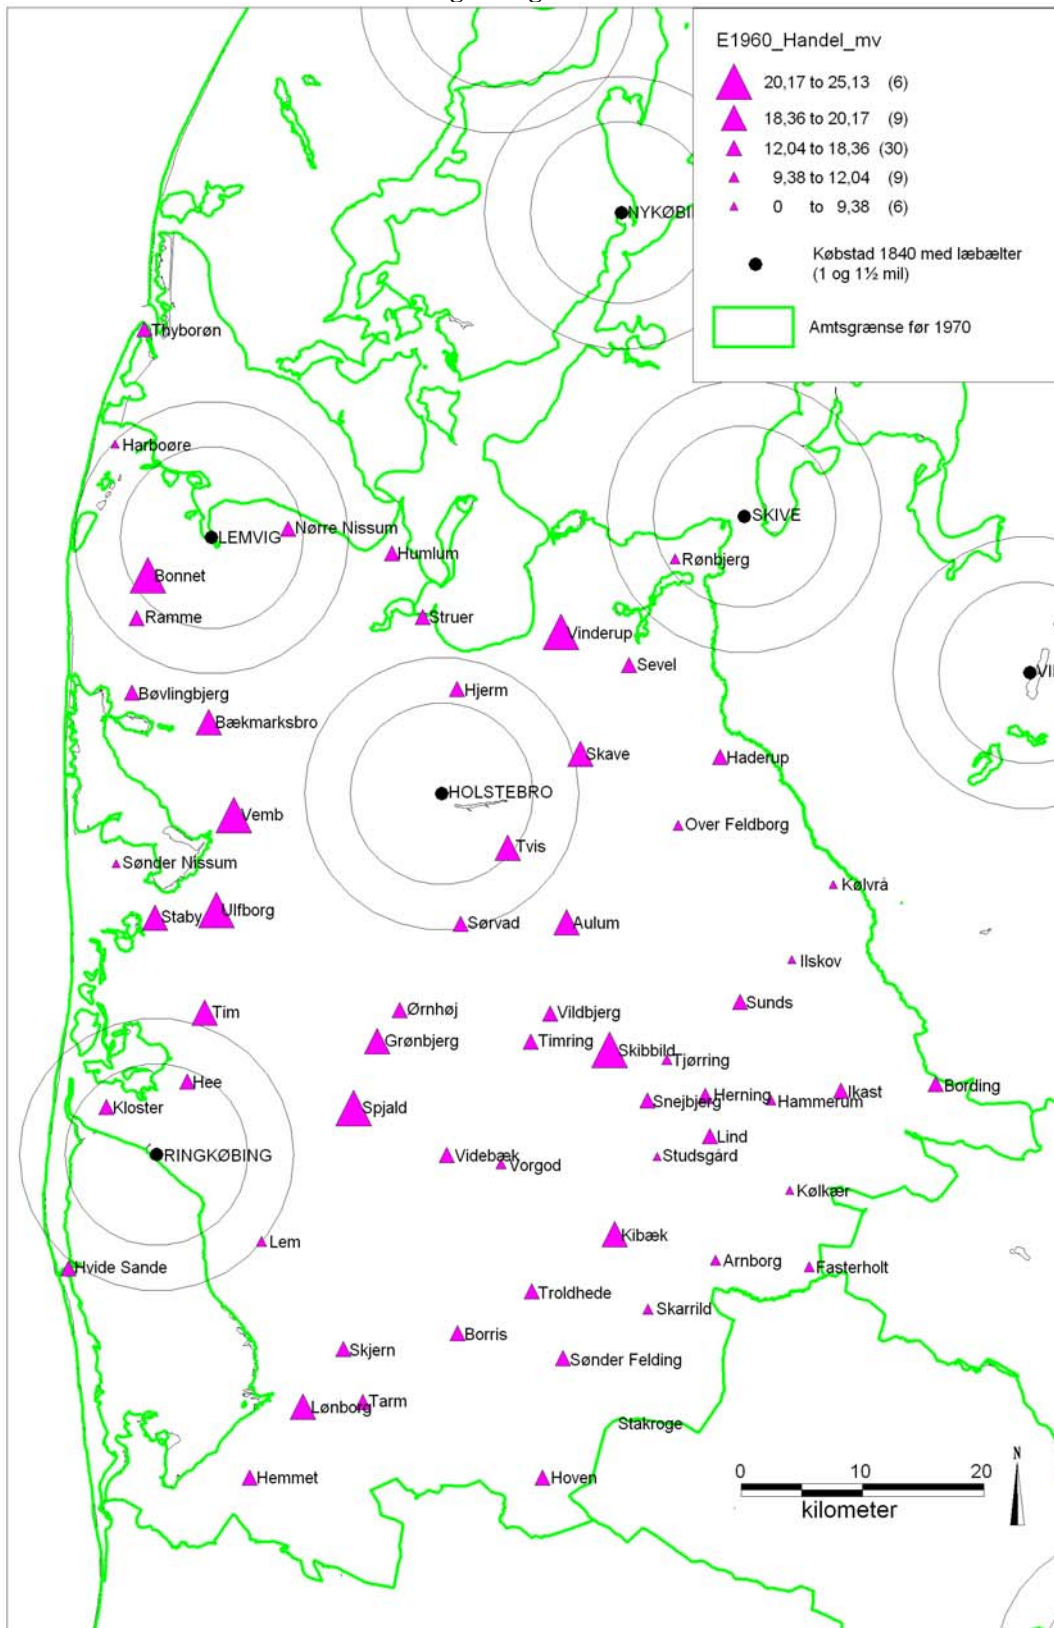 E1960_Handel_mv
20,17 to 25,13 (6)
18,36 to 20,17 (9)
12,04 to 18,36 (30)
9,38 to 12,04 (9)
0 to 9,38 (6)
Købstad 1840 med læbælter
(1 og 1½ mil)
Amtsgrænse før 1970
NYKØBI
Thyborøn
Harboøre
SKIVE
Nørre Nissum
LEMVIG
Humlum
Rønbjerg
Bonnet
Ramme
Struer
Vinderup
Sevel
VI
Hjerm
Bøvlingbjerg
Bækmarksbro
Skave
Haderup
HOLSTEBRO
Vemb
Over Feldborg
Tvis
Sønder Nissum
Kølvrå
Ulfborg
Staby
Sørvad
Aulum
Ilskov
Sunds
Tim
Ørnhøj
Vildbjerg
Grønbjerg
Timring
Skibbild
Tjørring
Hee
Bording
Ikast
Herning
Kloster
Spjald
Snejbjerg
Hammerum
Lind
RINGKØBING
Videbæk
Studsgård
Vorgod
Kølkær
Kibæk
Lem
Arnborg
Hvide Sande
Fasterholt
Troldhede
Skarrild
Borris
Skjern
Sønder Felding
Tarm
Lønborg
Stakroge
Hemmet
Hoven
N
0 10 20
kilometer